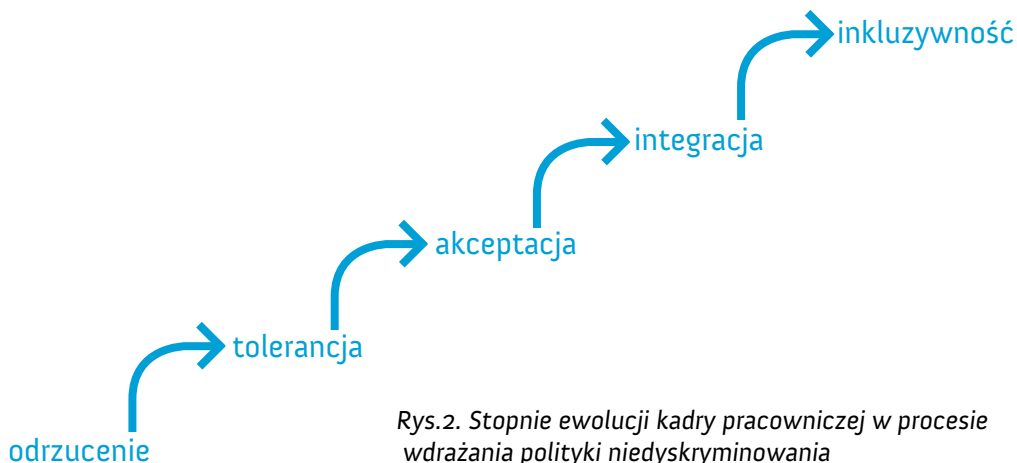 inkluzywność
integracja
akceptacja
tolerancja
odrzucenie
Rys.2. Stopnie ewolucji kadry pracowniczej w procesie
wdrażania polityki niedyskryminowania